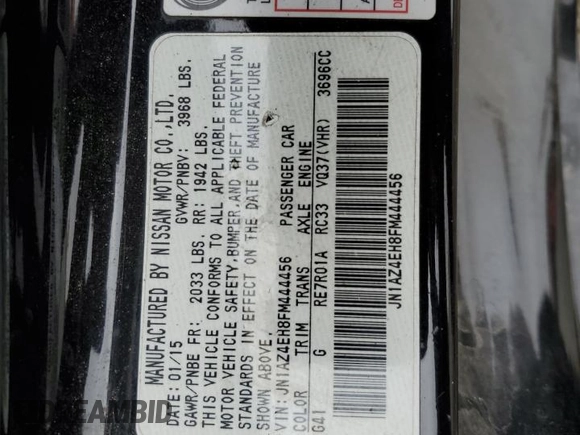 MANUFACTURED BY NISSAN MOTOR CO.,LTD.
DATE: 01/15 GVWR/PNBV: 3968 LBS.
GAWR/PNBE FR: 2033 LBS. RR: 1942 LBS.
THIS VEHICLE CONFORMS TO ALL APPLICABLE FEDERAL
MOTOR VEHICLE SAFETY, BUMPER, AND THEFT PREVENTION
STANDARDS IN EFFECT ON THE DATE OF MANUFACTURE
SHOWN ABOVE.
VIN: JN1AZ4EH8FM444456 PASSENGER CAR
COLOR TRIM TRANS AXLE ENGINE
G41 G RE7R01A RC33 VQ37(VHR) 3696CC
JN1AZ4EH8FM444456